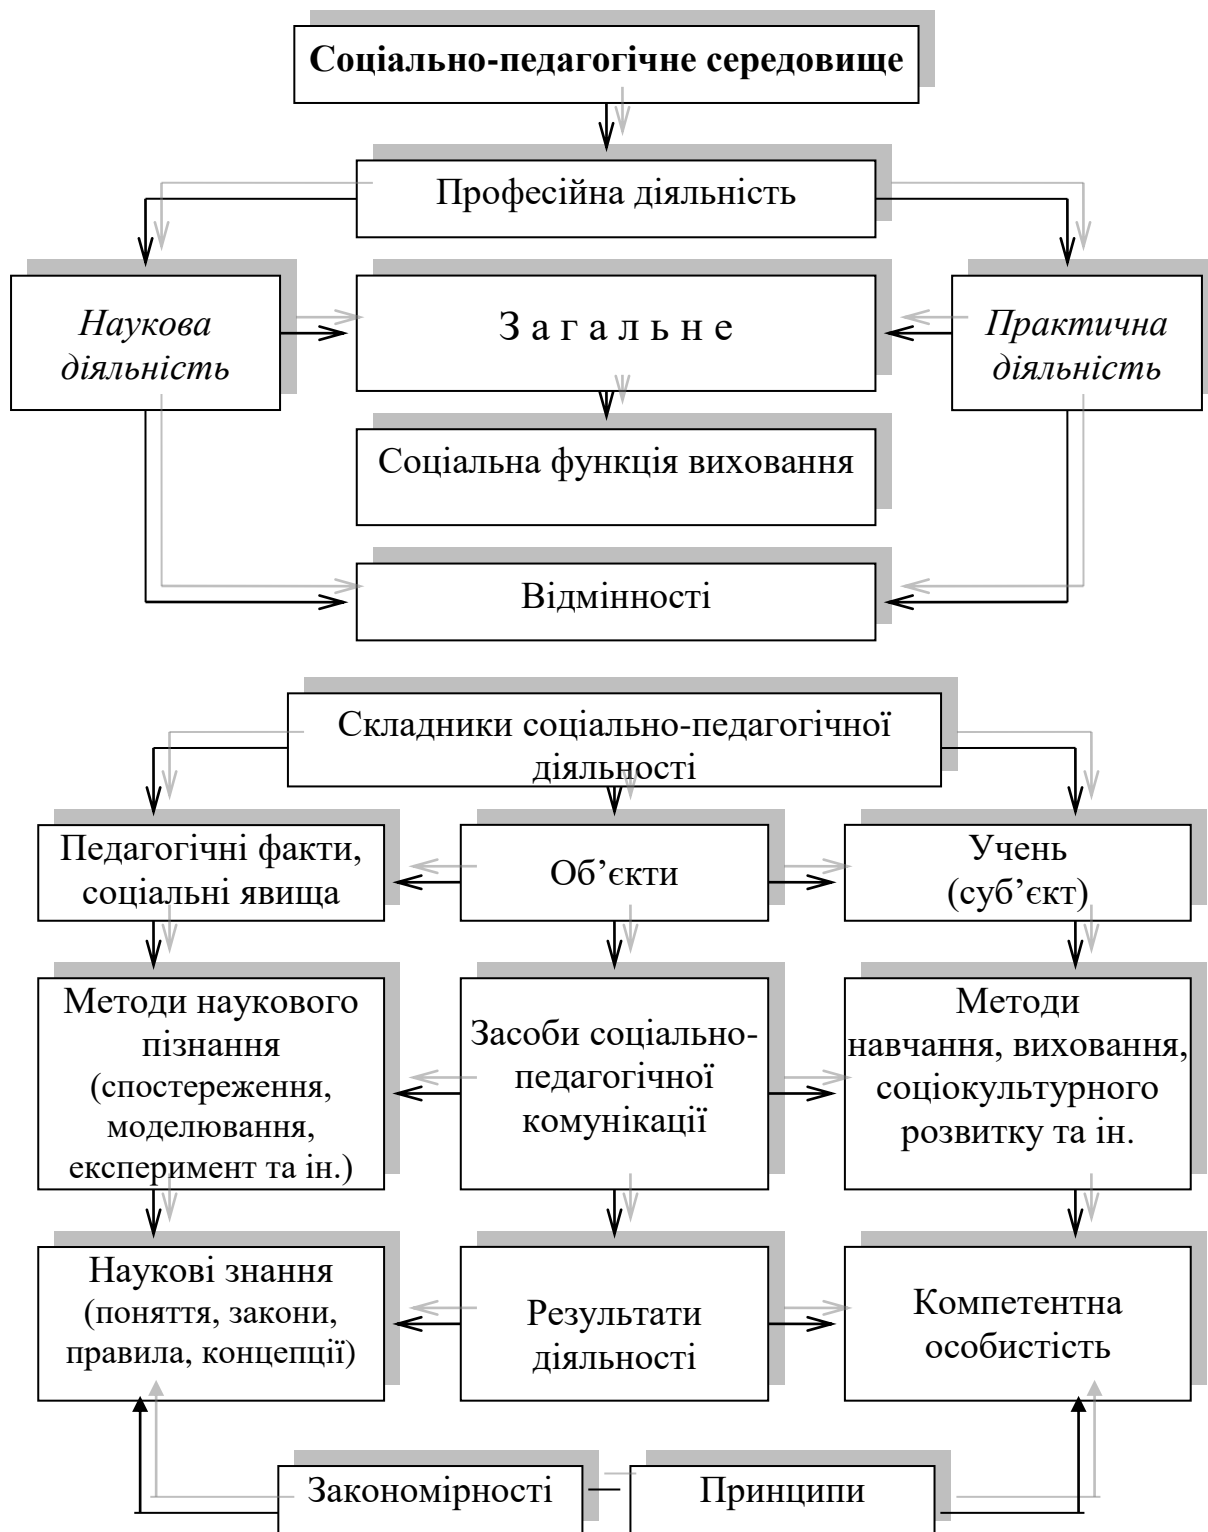 Соціально-педагогічне середовище
Професійна діяльність
Наукова
діяльність
З а г а л ь н е
Практична
діяльність
Соціальна функція виховання
Відмінності
Складники соціально-педагогічної
діяльності
Педагогічні факти,
соціальні явища
Об’єкти
Учень
(суб’єкт)
Методи наукового
пізнання
(спостереження,
моделювання,
експеримент та ін.)
Засоби соціально-
педагогічної
комунікації
Методи
навчання, виховання,
соціокультурного
розвитку та ін.
Наукові знання
(поняття, закони,
правила, концепції)
Результати
діяльності
Компетентна
особистість
Закономірності
Принципи